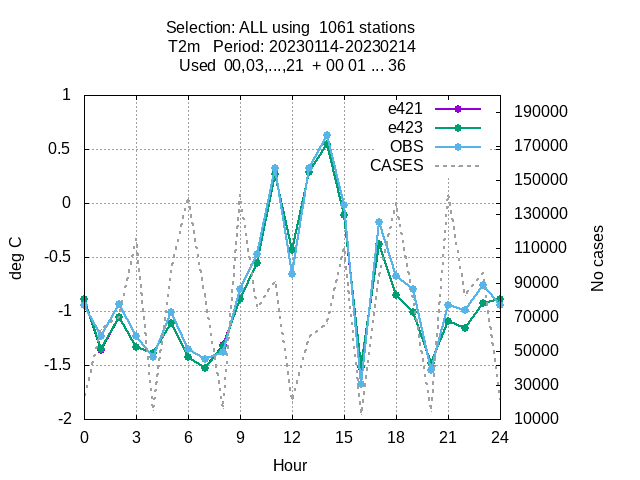 Selection: ALL using  1061 stations
T2m   Period: 20230114-20230214
Used  00,03,...,21  + 00 01 ... 36
e421
e423
OBS
CASES
1
0.5
0
-0.5
-1
-1.5
-2
190000
170000
150000
130000
110000
90000
70000
50000
30000
10000
deg C
No cases
0 3 6 9 12 15 18 21 24
Hour